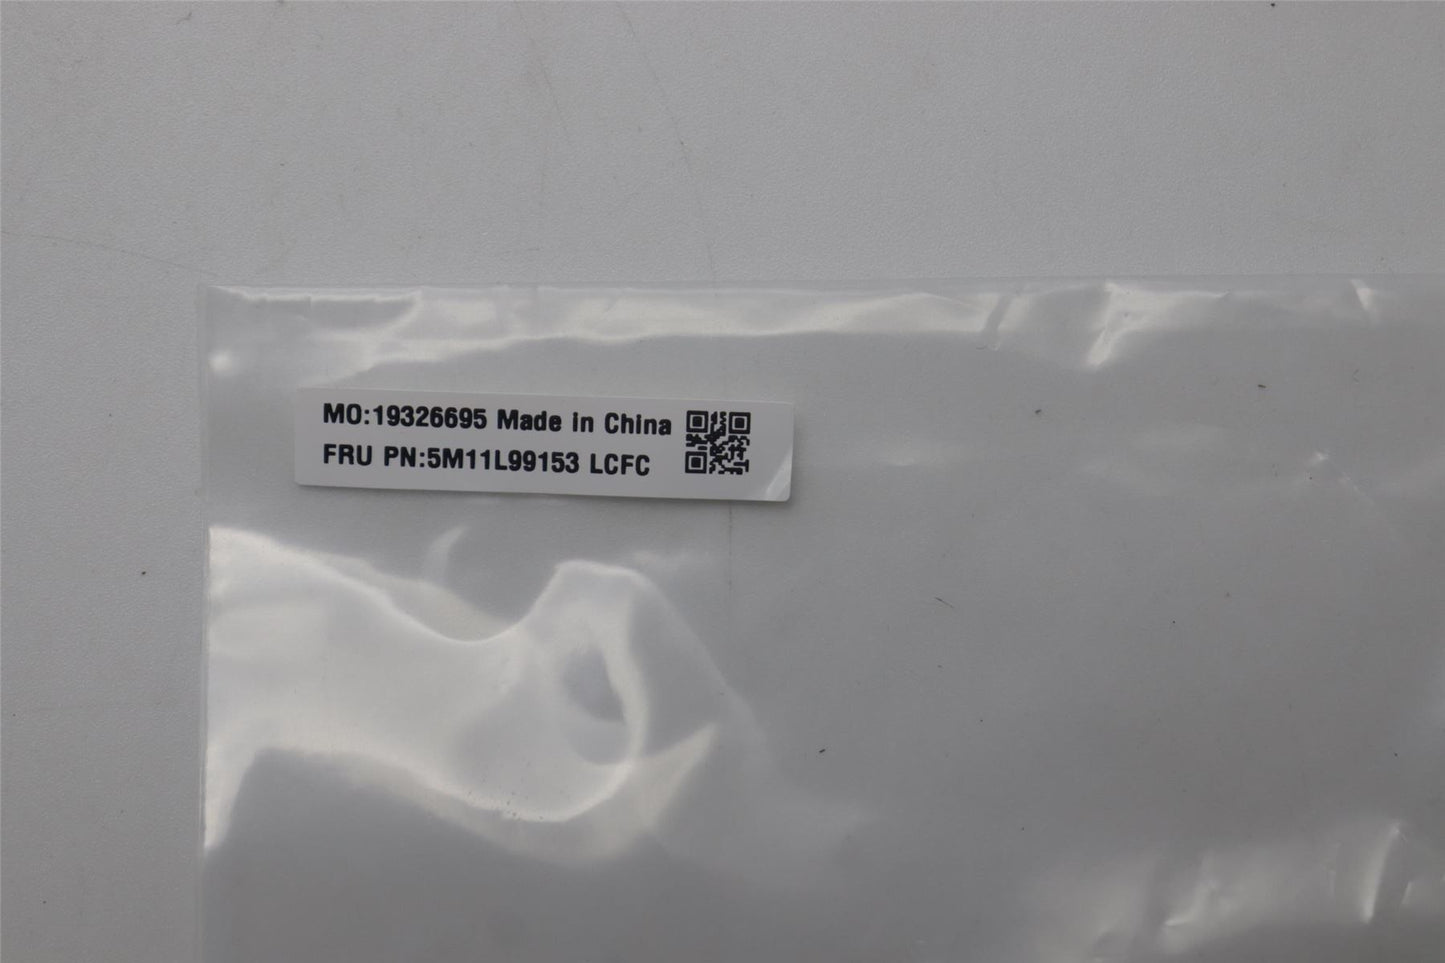 MO:19326695 Made in China
FRU PN:5M11L99153 LCFC